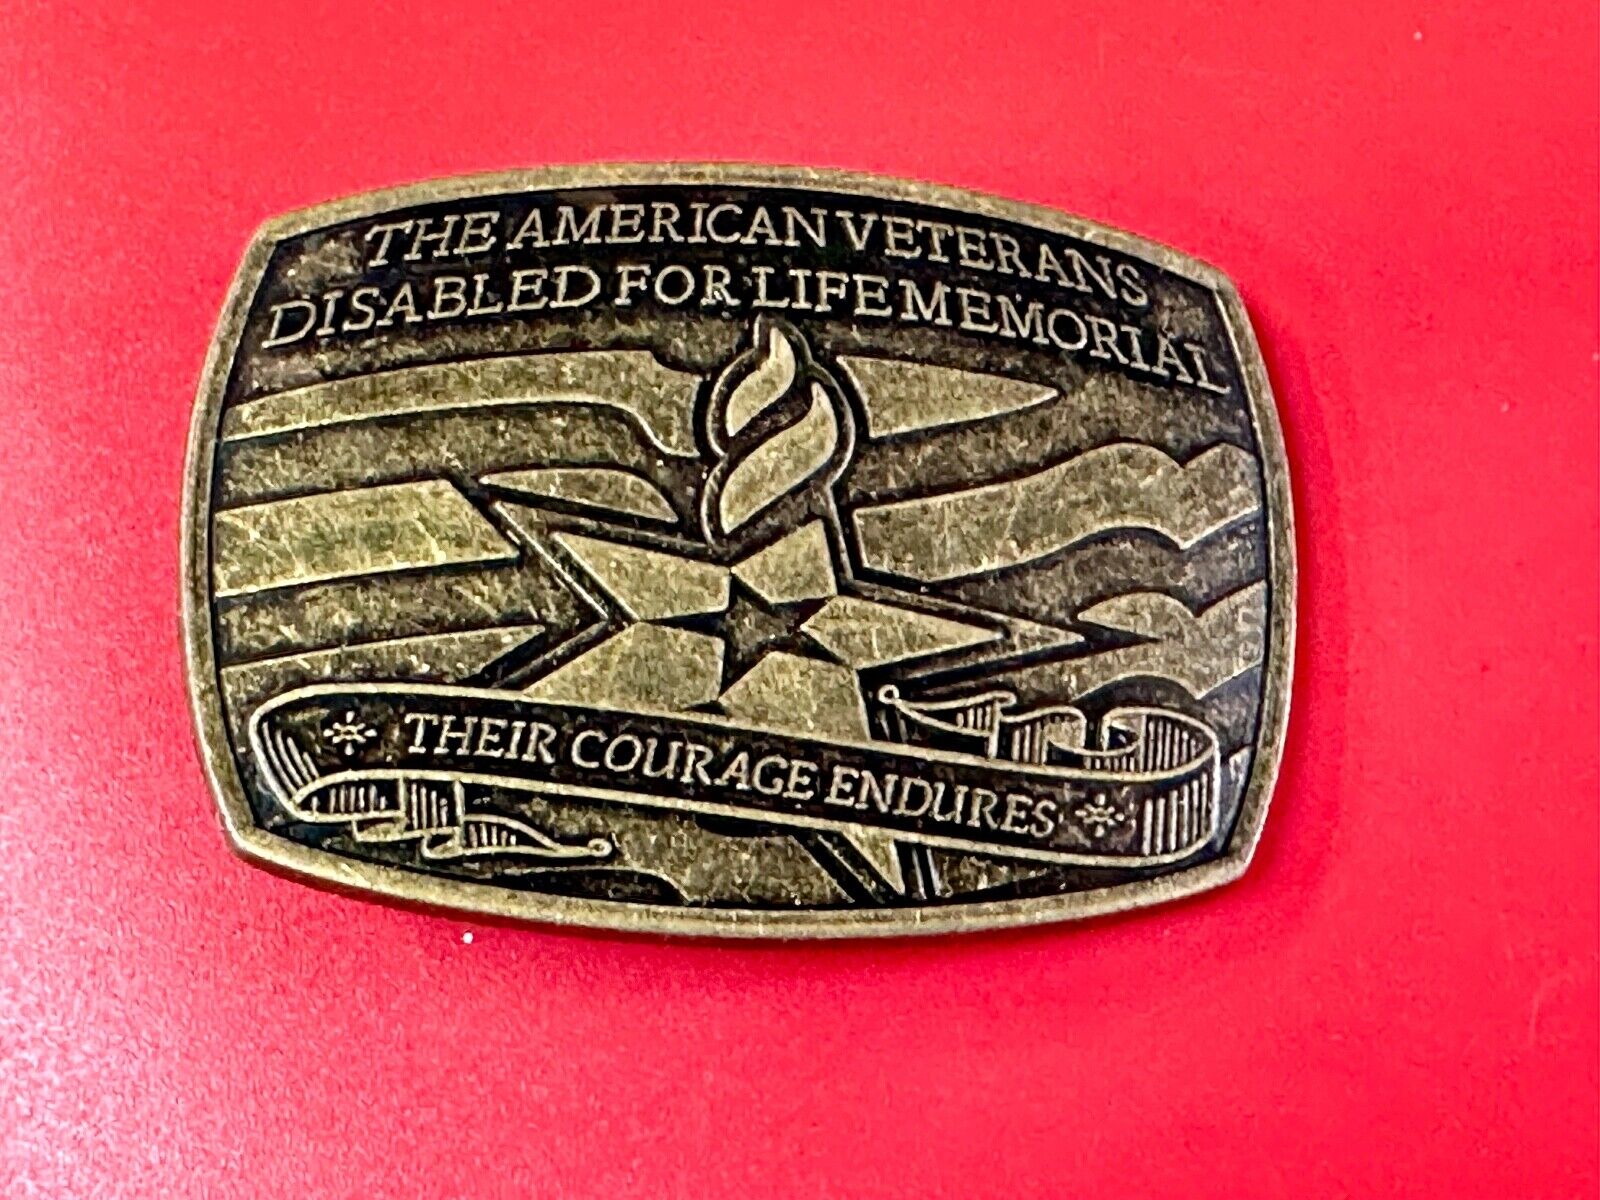 THE AMERICAN VETERANS
DISABLED FOR LIFE MEMORIAL
THEIR COURAGE ENDURES